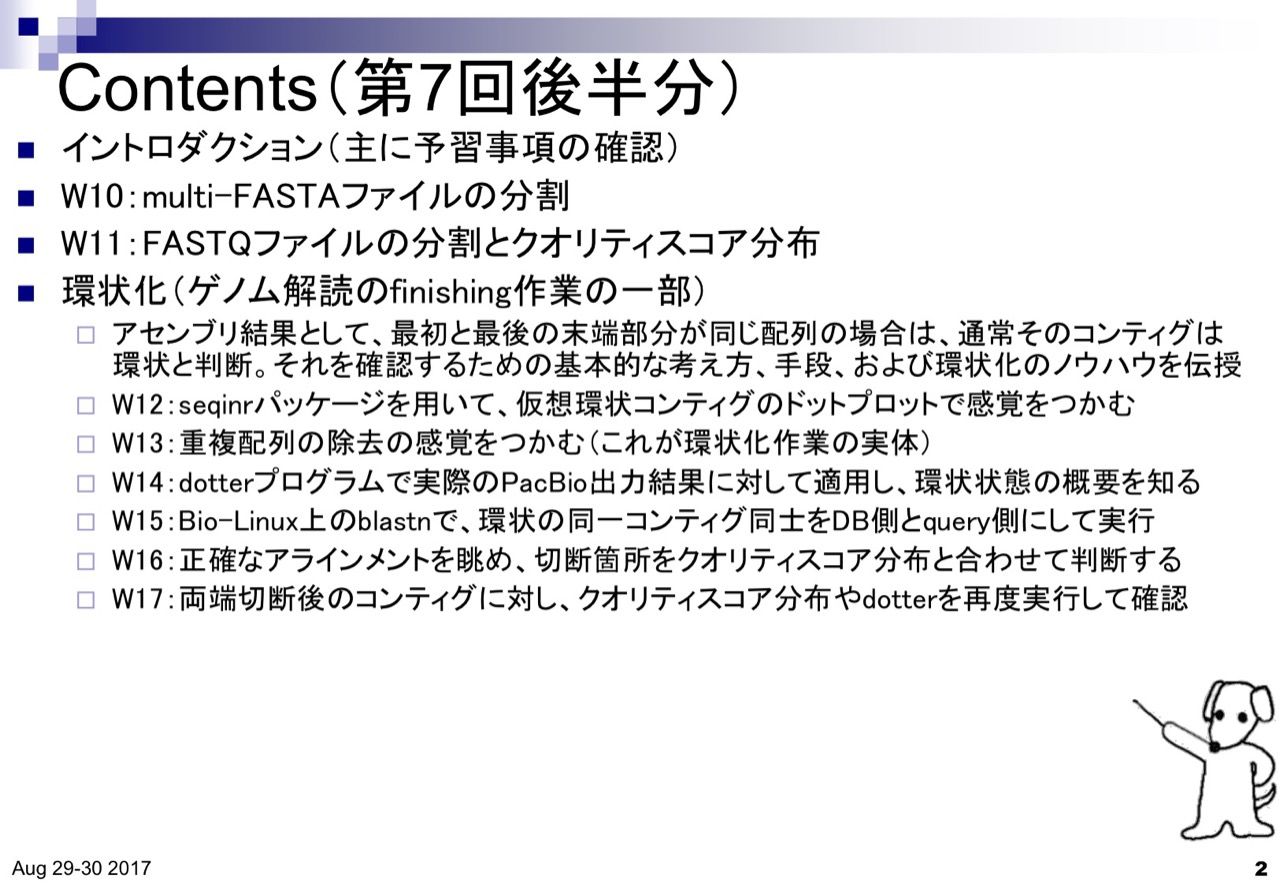 Contents（第7回後半分）
イントロダクション（主に予習事項の確認）
W10：multi-FASTAファイルの分割
W11：FASTQファイルの分割とクオリティスコア分布
環状化（ゲノム解読のfinishing作業の一部）
アセンブリ結果として、最初と最後の末端部分が同じ配列の場合は、通常そのコンティグは
環状と判断。それを確認するための基本的な考え方、手段、および環状化のノウハウを伝授
W12：seqinrパッケージを用いて、仮想環状コンティグのドットプロットで感覚をつかむ
W13：重複配列の除去の感覚をつかむ（これが環状化作業の実体）
W14：dotterプログラムで実際のPacBio出力結果に対して適用し、環状状態の概要を知る
W15：Bio-Linux上のblastnで、環状の同一コンティグ同士をDB側とquery側にして実行
W16：正確なアラインメントを眺め、切断箇所をクオリティスコア分布と合わせて判断する
W17：両端切断後のコンティグに対し、クオリティスコア分布やdotterを再度実行して確認
Aug 29-30 2017
2